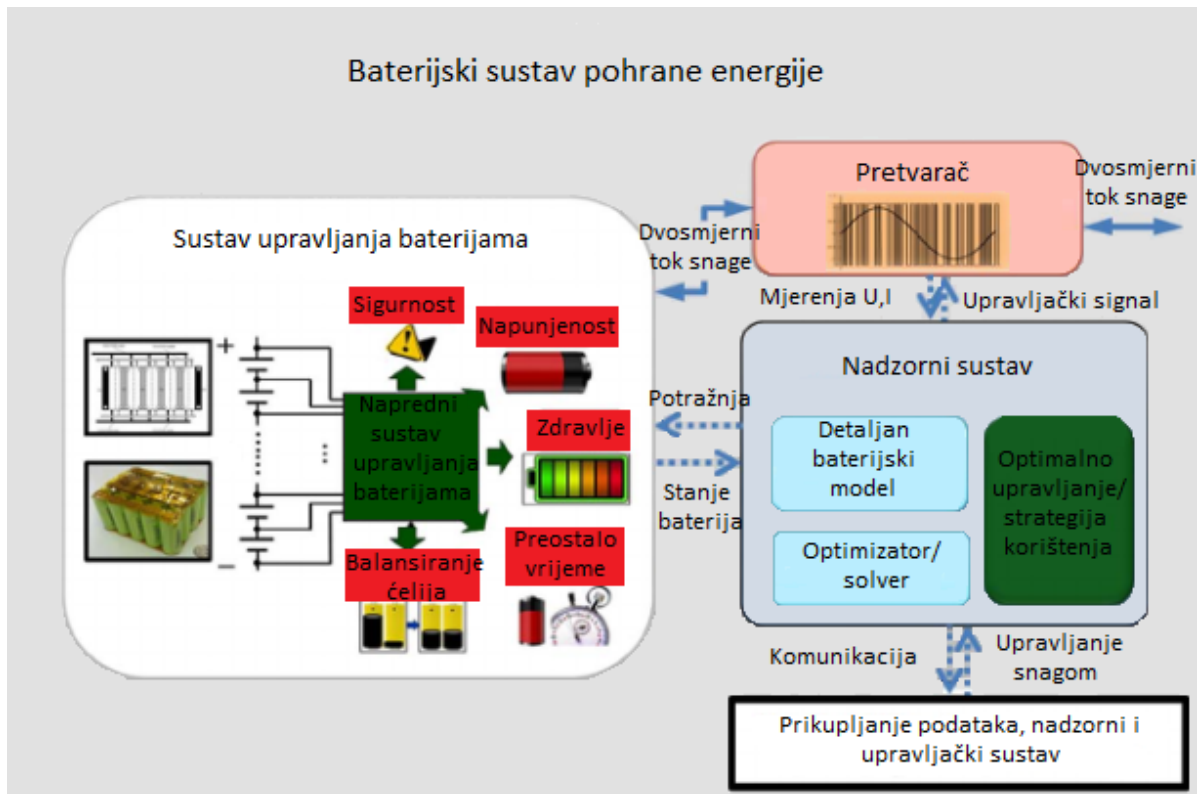 Baterijski sustav pohrane energije
Sustav upravljanja baterijama
Sigurnost
Napunjenost
Napredni
sustav
upravljanja
baterijama
Zdravlje
Balansiranje
ćelija
Preostalo
vrijeme
+
−
Dvosmjerni
tok snage
Pretvarač
Dvosmjerni
tok snage
Mjerenja U,I
Upravljački signal
Potražnja
Stanje
baterija
Nadzorni sustav
Detaljan
baterijski
model
Optimizator/
solver
Optimalno
upravljanje/
strategija
korištenja
Komunikacija
Upravljanje
snagom
Prikupljanje podataka, nadzorni i
upravljački sustav